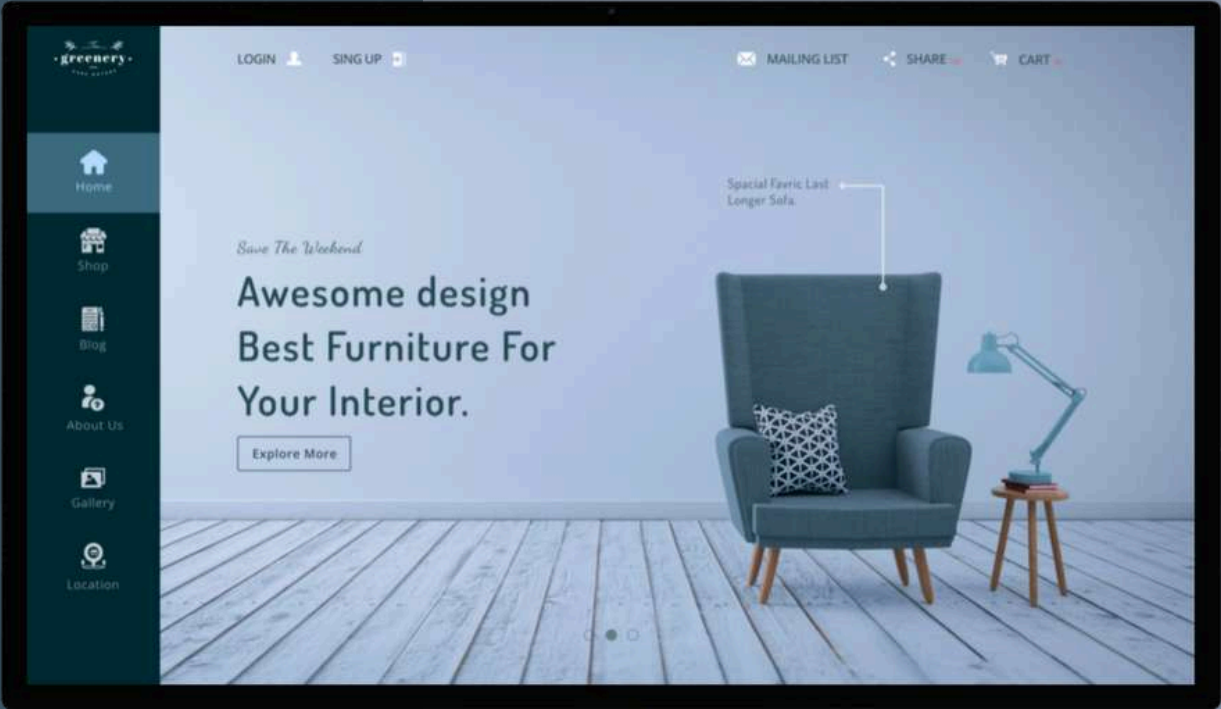 The
greenery
LOGIN
SING UP
MAILING LIST
SHARE
CART
Home
Shop
Blog
About Us
Gallery
Location
Spacial Favric Last
Longer Sofa.
Save The Weekend
Awesome design
Best Furniture For
Your Interior.
Explore More